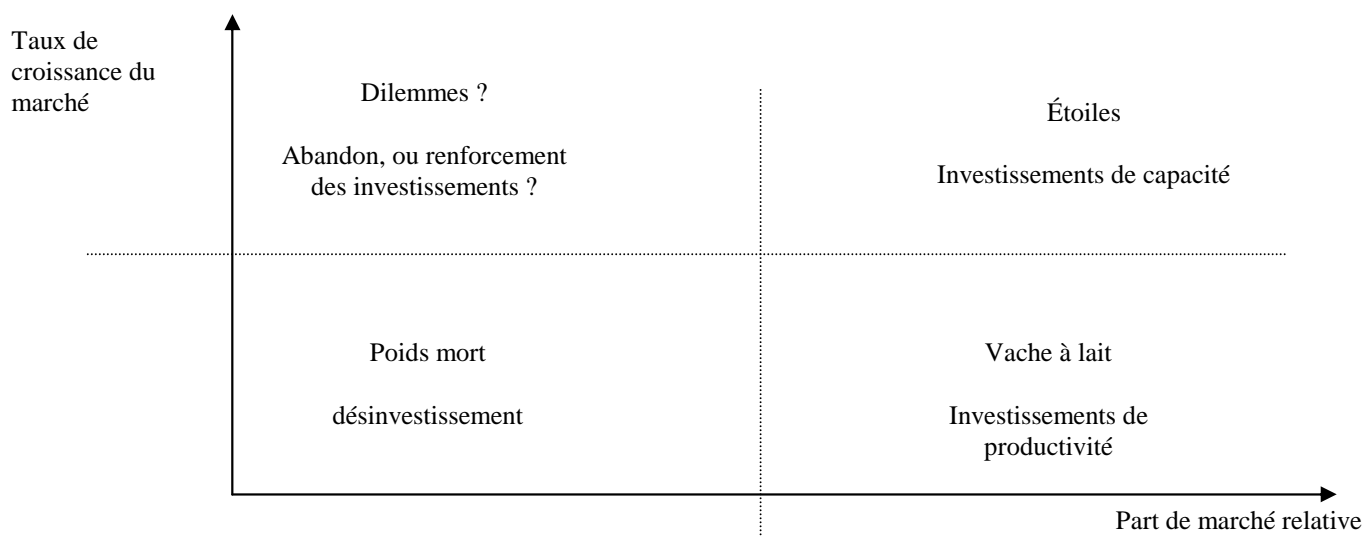 Taux de
croissance du
marché
Dilemmes ?
Abandon, ou renforcement
des investissements ?
Étoiles
Investissements de capacité
Poids mort
désinvestissement
Vache à lait
Investissements de
productivité
Part de marché relative